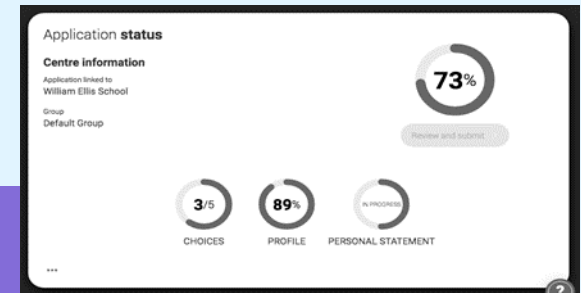 Application status
Centre information
Application linked to
William Ellis School
Group
Default Group
73%
Review and submit
3/5
89%
IN PROGRESS
CHOICES
PROFILE
PERSONAL STATEMENT
...
?